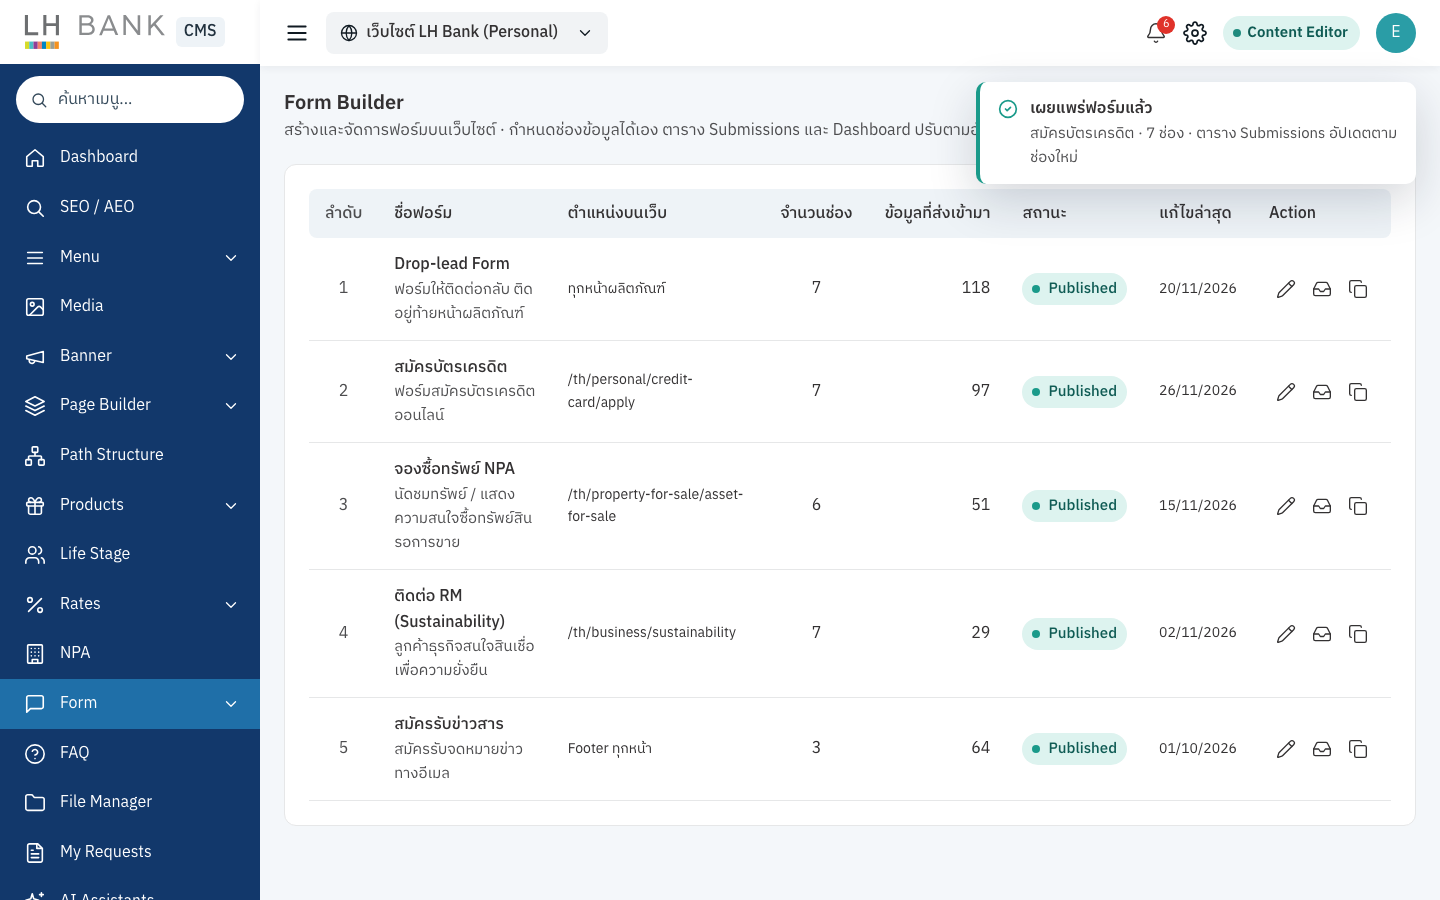 LH BANK CMS
เว็บไซต์ LH Bank (Personal)
6
Content Editor
E
ค้นหาเมนู...
Dashboard
SEO / AEO
Menu
Media
Banner
Page Builder
Path Structure
Products
Life Stage
Rates
NPA
Form
FAQ
File Manager
My Requests
AI Assistants
Form Builder
สร้างและจัดการฟอร์มบนเว็บไซต์ · กำหนดช่องข้อมูลได้เอง ตาราง Submissions และ Dashboard ปรับตาม
เผยแพร่ฟอร์มแล้ว
สมัครบัตรเครดิต · 7 ช่อง · ตาราง Submissions อัปเดตตาม
ช่องใหม่
ลำดับ ชื่อฟอร์ม ตำแหน่งบนเว็บ จำนวนช่อง ข้อมูลที่ส่งเข้ามา สถานะ แก้ไขล่าสุด Action
1 Drop-lead Form
ฟอร์มให้ติดต่อกลับ ติด
อยู่ท้ายหน้าผลิตภัณฑ์
ทุกหน้าผลิตภัณฑ์ 7 118 Published 20/11/2026
2 สมัครบัตรเครดิต
ฟอร์มสมัครบัตรเครดิต
ออนไลน์
/th/personal/credit-
card/apply
7 97 Published 26/11/2026
3 จองซื้อทรัพย์ NPA
นัดชมทรัพย์ / แสดง
ความสนใจซื้อทรัพย์สิน
รอการขาย
/th/property-for-sale/asset-
for-sale
6 51 Published 15/11/2026
4 ติดต่อ RM
(Sustainability)
ลูกค้าธุรกิจสนใจสินเชื่อ
เพื่อความยั่งยืน
/th/business/sustainability 7 29 Published 02/11/2026
5 สมัครรับข่าวสาร
สมัครรับจดหมายข่าว
ทางอีเมล
Footer ทุกหน้า 3 64 Published 01/10/2026